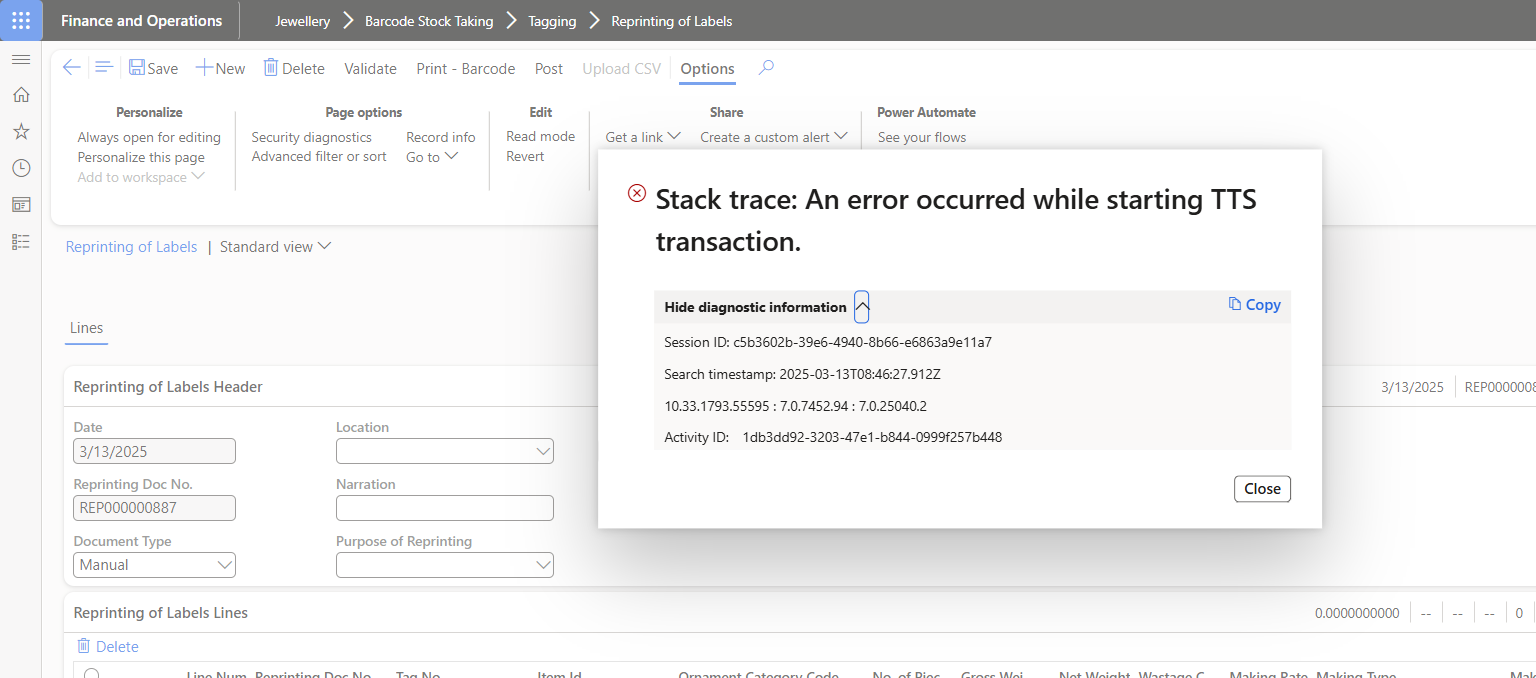 Finance and Operations Jewellery Barcode Stock Taking Tagging Reprinting of Labels
Save New Delete Validate Print - Barcode Post Upload CSV Options
Personalize
Always open for editing
Personalize this page
Add to workspace
Page options
Security diagnostics Record info
Advanced filter or sort Go to
Edit
Read mode
Revert
Share
Get a link Create a custom alert
Power Automate
See your flows
Reprinting of Labels | Standard view
Stack trace: An error occurred while starting TTS
transaction.
Hide diagnostic information Copy
Session ID: c5b3602b-39e6-4940-8b66-e6863a9e11a7
Search timestamp: 2025-03-13T08:46:27.912Z
10.33.1793.55595 : 7.0.7452.94 : 7.0.25040.2
Activity ID: 1db3dd92-3203-47e1-b844-0999f257b448
Close
Lines
Reprinting of Labels Header 3/13/2025 REP00000088
Date Location
3/13/2025
Reprinting Doc No. Narration
REP000000887
Document Type Purpose of Reprinting
Manual
Reprinting of Labels Lines 0.0000000000 -- -- -- 0
Delete
Line Num Reprinting Doc No Tag No Item Id Ornament Category Code No. of Piec Gross Wei Net Weight Wastage C Making Rate Making Type